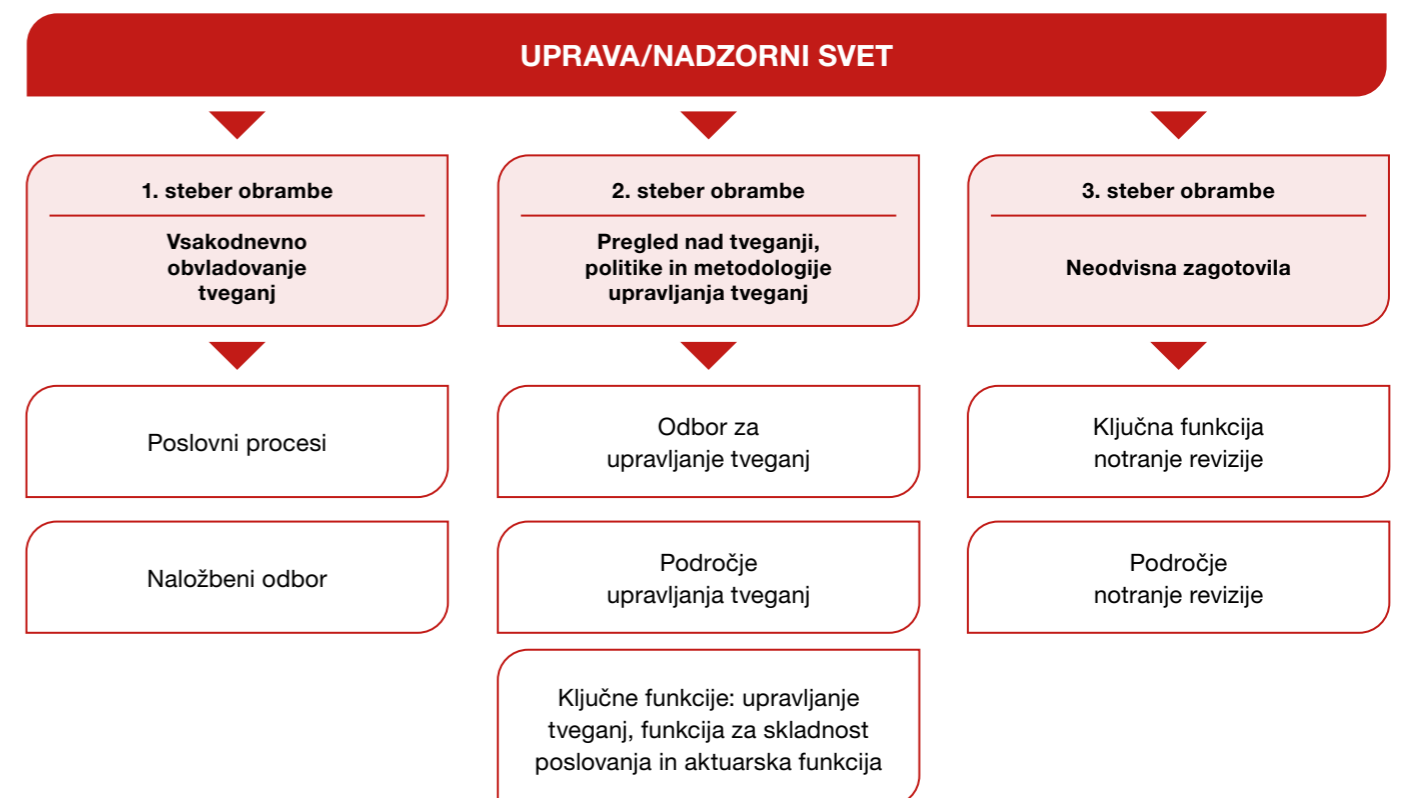 UPRAVA/NADZORNI SVET
1. steber obrambe
Vsakodnevno
obvladovanje
tveganj
Poslovni procesi
Naložbeni odbor
2. steber obrambe
Pregled nad tveganji,
politike in metodologije
upravljanja tveganj
Odbor za
upravljanje tveganj
Področje
upravljanja tveganj
Ključne funkcije: upravljanje
tveganj, funkcija za skladnost
poslovanja in aktuarska funkcija
3. steber obrambe
Neodvisna zagotovila
Ključna funkcija
notranje revizije
Področje
notranje revizije